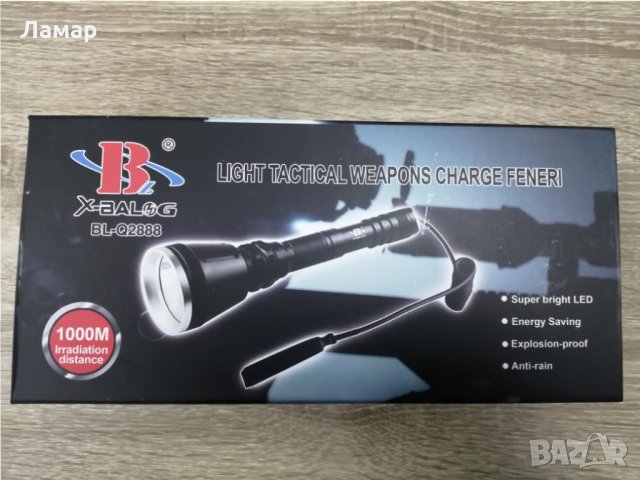 Ламар
B
L
®
X-BALOG
BL-Q2888
LIGHT TACTICAL WEAPONS CHARGE FENERI
1000M
Irradiation
distance
• Super bright LED
• Energy Saving
• Explosion-proof
• Anti-rain
BAZAR